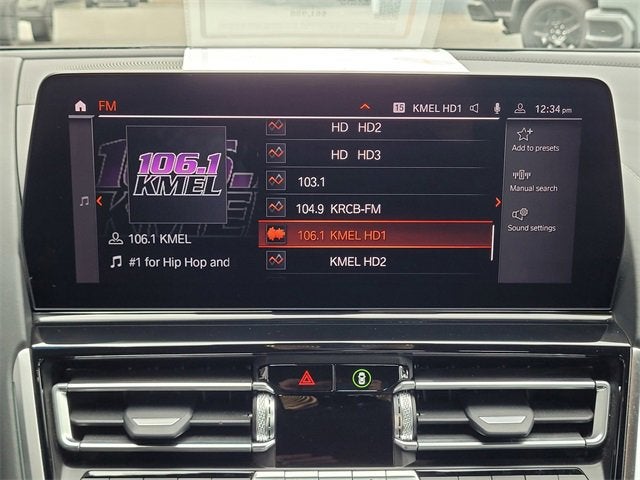 $61,988
FM
15 KMEL HD1 12:34 pm
106.1
KMEL
HD HD2
HD HD3
103.1
104.9 KRCB-FM
106.1 KMEL HD1
KMEL HD2
106.1 KMEL
#1 for Hip Hop and
Add to presets
Manual search
Sound settings